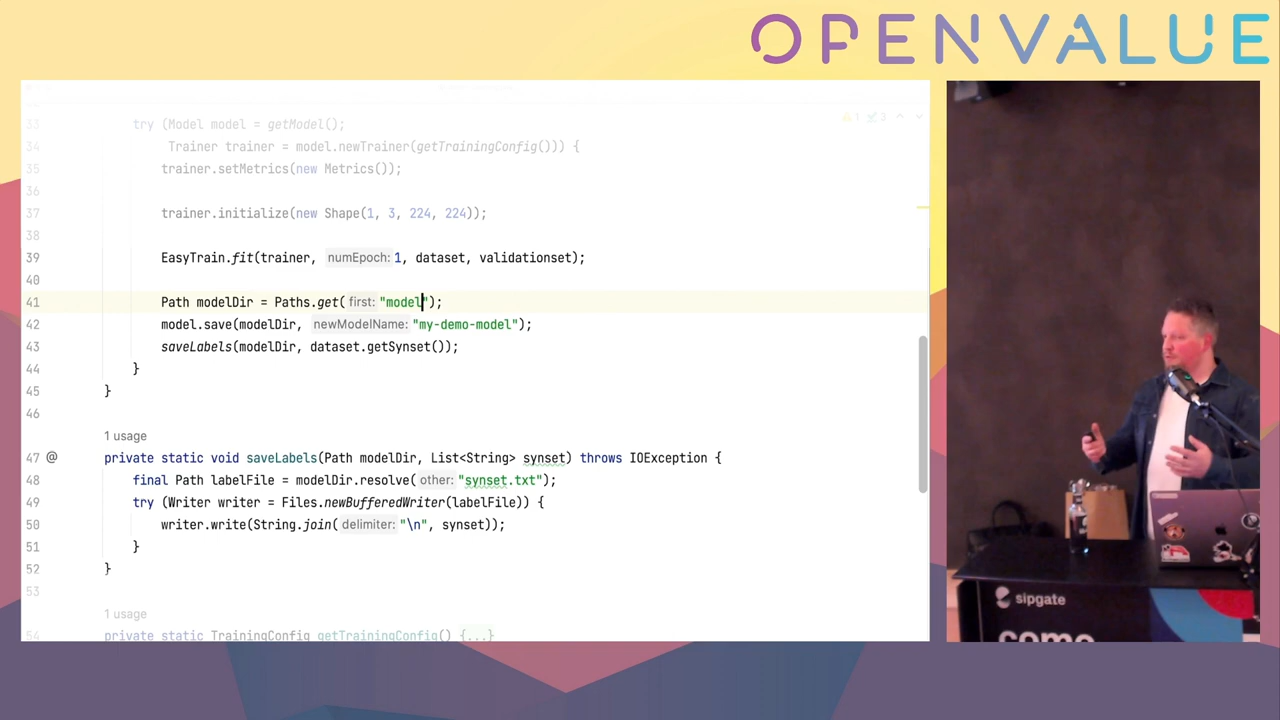 OPENVALUE
33 try (Model model = getModel();
34 Trainer trainer = model.newTrainer(getTrainingConfig())) {
35 trainer.setMetrics(new Metrics());
36
37 trainer.initialize(new Shape(1, 3, 224, 224));
38
39 EasyTrain.fit(trainer, numEpoch: 1, dataset, validationset);
40
41 Path modelDir = Paths.get( first: "model");
42 model.save(modelDir, newModelName: "my-demo-model");
43 saveLabels(modelDir, dataset.getSynset());
44 }
45 }
46
1 usage
47 @ private static void saveLabels(Path modelDir, List<String> synset) throws IOException {
48 final Path labelFile = modelDir.resolve( other: "synset.txt");
49 try (Writer writer = Files.newBufferedWriter(labelFile)) {
50 writer.write(String.join( delimiter: "\n", synset));
51 }
52 }
53
1 usage
54 private static TrainingConfig getTrainingConfig() {...}
1 3
sipgate